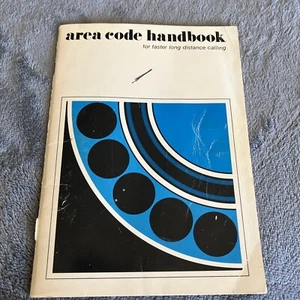 area code handbook
for faster long distance calling